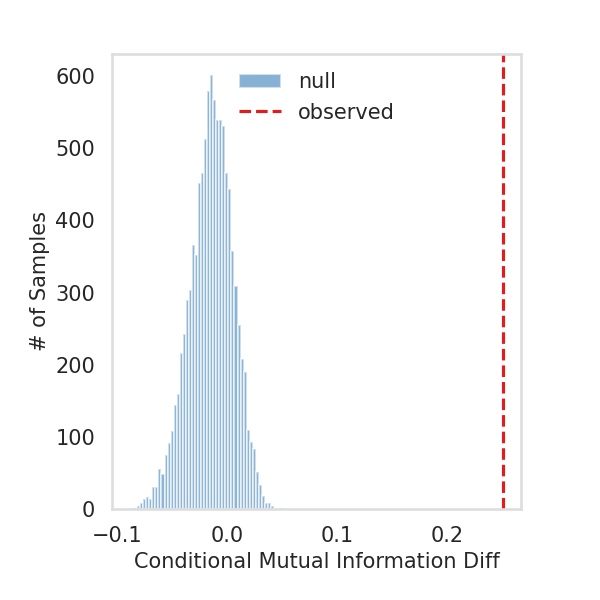 null
observed
600
500
400
300
200
100
0
# of Samples
−0.1
0.0
0.1
0.2
Conditional Mutual Information Diff